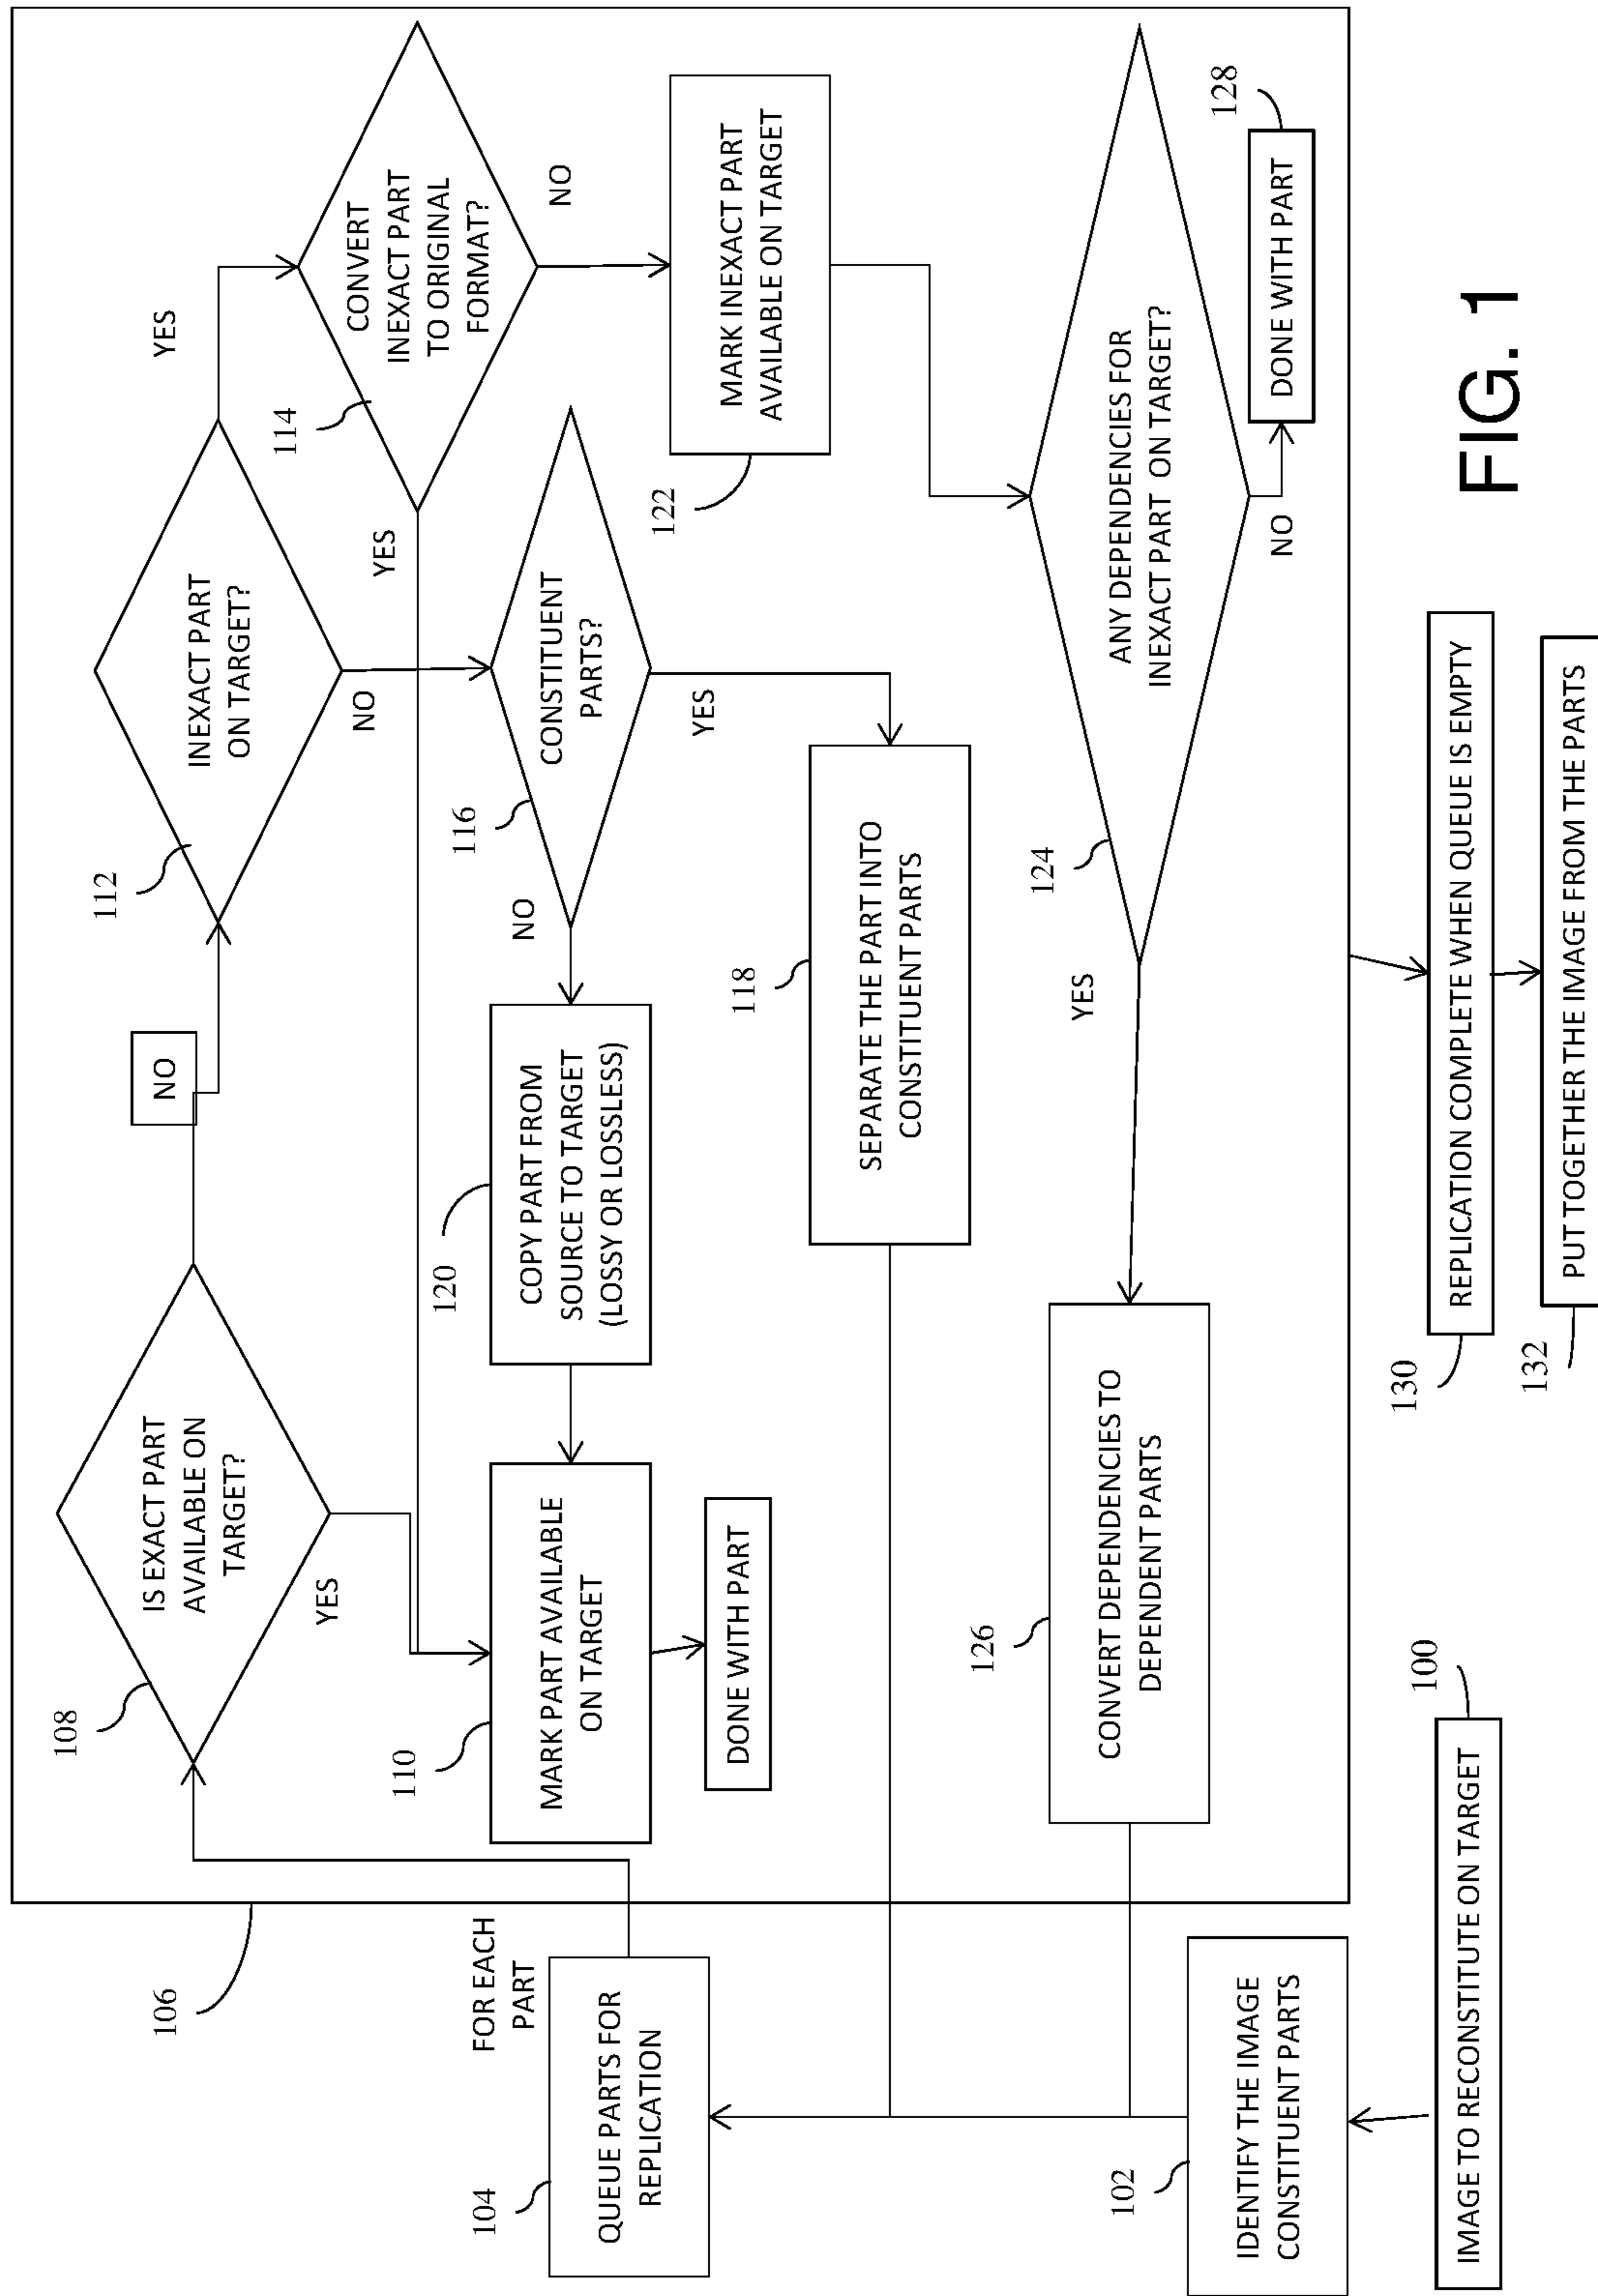 106
FOR EACH
PART
104
QUEUE PARTS FOR
REPLICATION
102
IDENTIFY THE IMAGE
CONSTITUENT PARTS
100
IMAGE TO RECONSTITUTE ON TARGET
108
IS EXACT PART
AVAILABLE ON
TARGET?
YES
NO
110
MARK PART AVAILABLE
ON TARGET
DONE WITH PART
112
INEXACT PART
ON TARGET?
YES
NO
114
CONVERT
INEXACT PART
TO ORIGINAL
FORMAT?
YES
NO
116
CONSTITUENT
PARTS?
NO
YES
120
COPY PART FROM
SOURCE TO TARGET
(LOSSY OR LOSSLESS)
118
SEPARATE THE PART INTO
CONSTITUENT PARTS
122
MARK INEXACT PART
AVAILABLE ON TARGET
124
ANY DEPENDENCIES FOR
INEXACT PART ON TARGET?
YES
NO
126
CONVERT DEPENDENCIES TO
DEPENDENT PARTS
128
DONE WITH PART
130
REPLICATION COMPLETE WHEN QUEUE IS EMPTY
132
PUT TOGETHER THE IMAGE FROM THE PARTS
FIG. 1